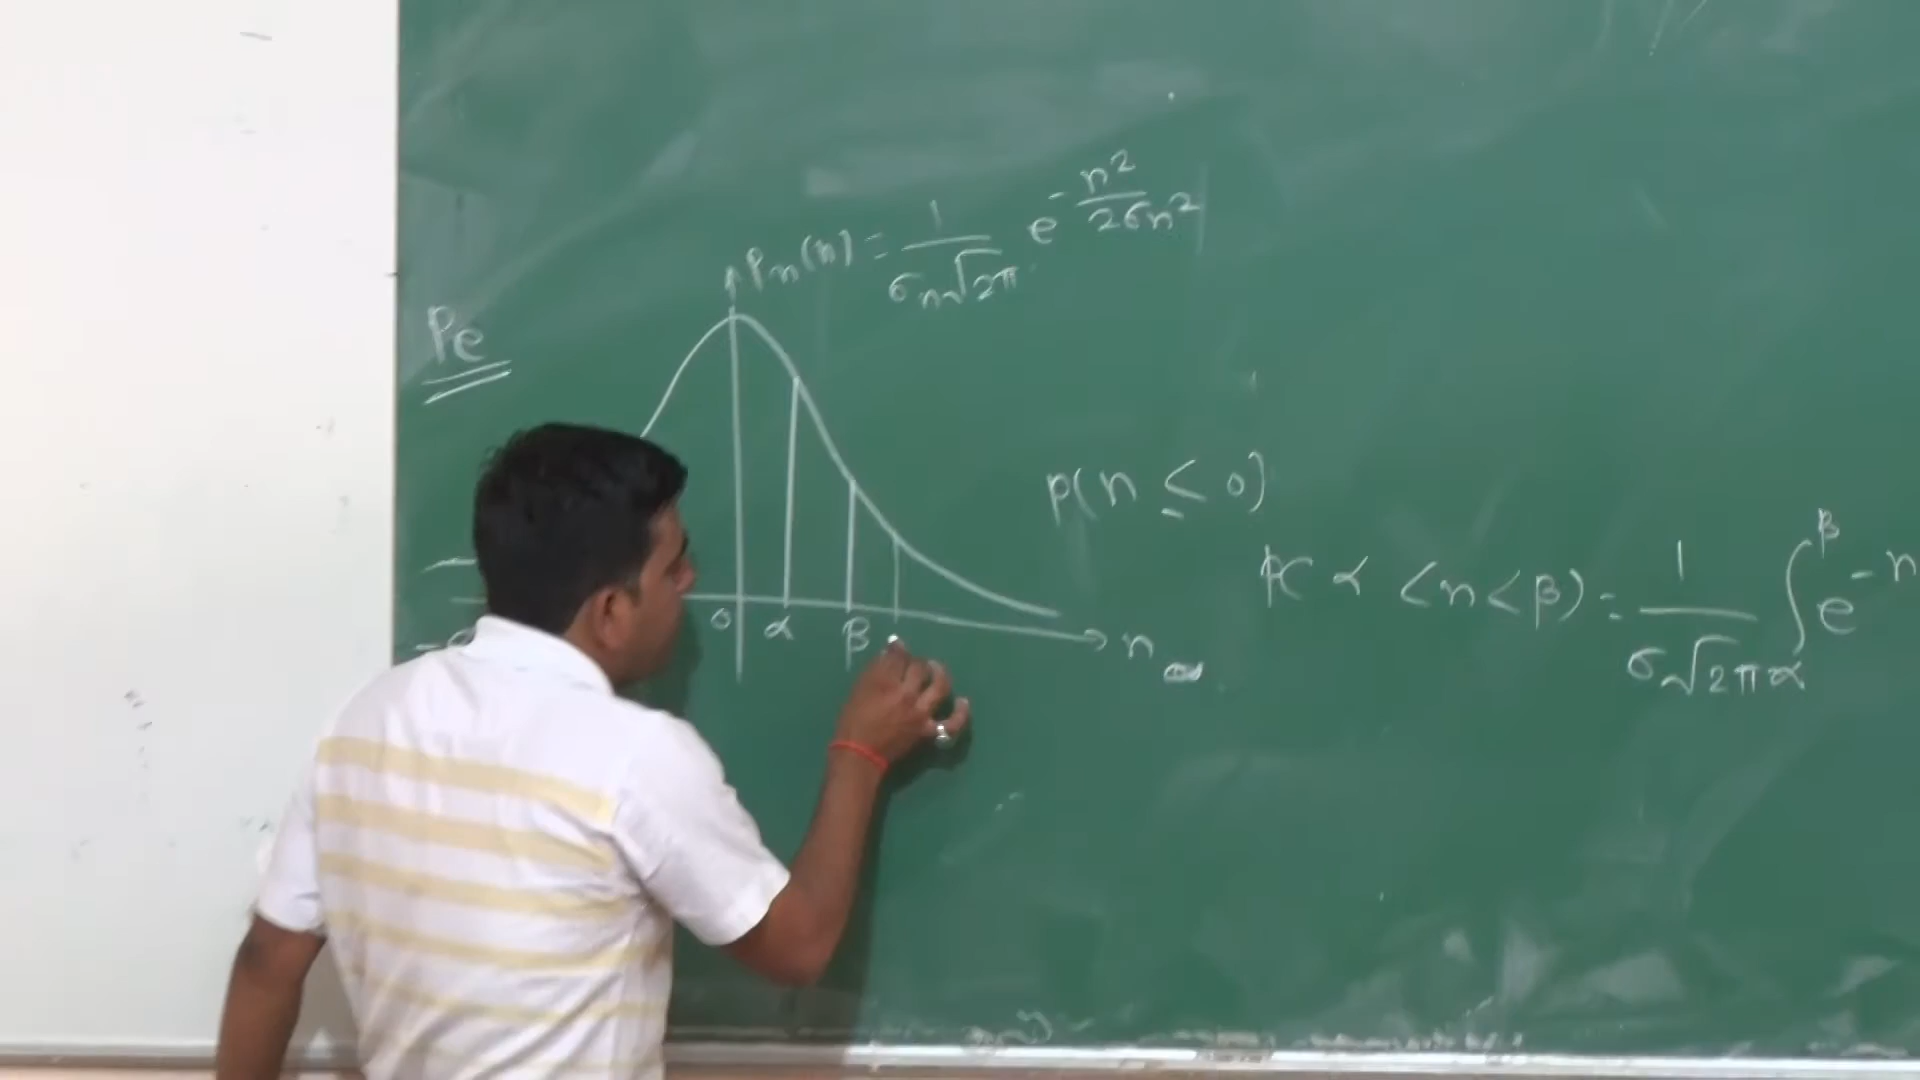 Pn(n) = 1/(σn√2π) e^-n²/2σn²
Pe
P(n ≤ 0)
P( α < n < β) = 1/(σ√2π) ∫α^β e^-n
0 α β n